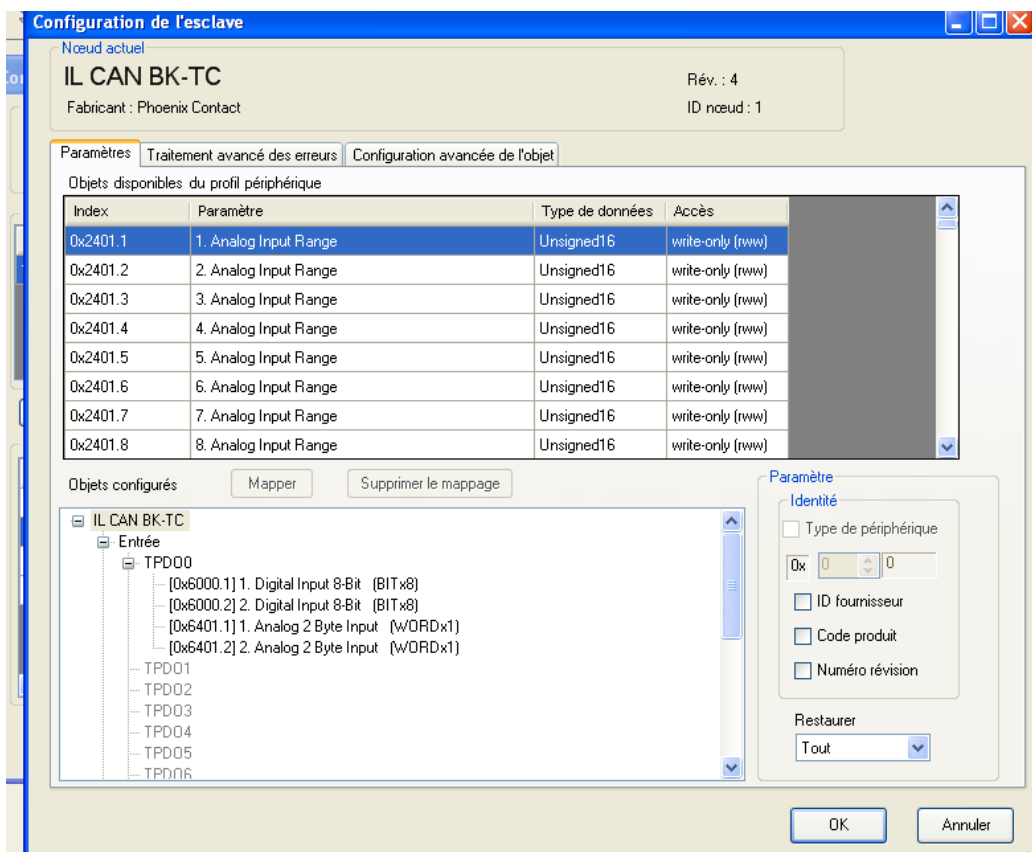 Configuration de l'esclave
Nœud actuel
IL CAN BK-TC
Rév. : 4
Fabricant : Phoenix Contact
ID nœud : 1
Paramètres Traitement avancé des erreurs Configuration avancée de l'objet
Objets disponibles du profil périphérique
Index Paramètre Type de données Accès
0x2401.1 1. Analog Input Range Unsigned16 write-only (rww)
0x2401.2 2. Analog Input Range Unsigned16 write-only (rww)
0x2401.3 3. Analog Input Range Unsigned16 write-only (rww)
0x2401.4 4. Analog Input Range Unsigned16 write-only (rww)
0x2401.5 5. Analog Input Range Unsigned16 write-only (rww)
0x2401.6 6. Analog Input Range Unsigned16 write-only (rww)
0x2401.7 7. Analog Input Range Unsigned16 write-only (rww)
0x2401.8 8. Analog Input Range Unsigned16 write-only (rww)
Objets configurés Mapper Supprimer le mappage
IL CAN BK-TC
Entrée
TPDO0
[0x6000.1] 1. Digital Input 8-Bit (BITx8)
[0x6000.2] 2. Digital Input 8-Bit (BITx8)
[0x6401.1] 1. Analog 2 Byte Input (WORDx1)
[0x6401.2] 2. Analog 2 Byte Input (WORDx1)
TPDO1
TPDO2
TPDO3
TPDO4
TPDO5
TPDO6
Paramètre
Identité
Type de périphérique
0x 0 0
ID fournisseur
Code produit
Numéro révision
Restaurer
Tout
OK Annuler